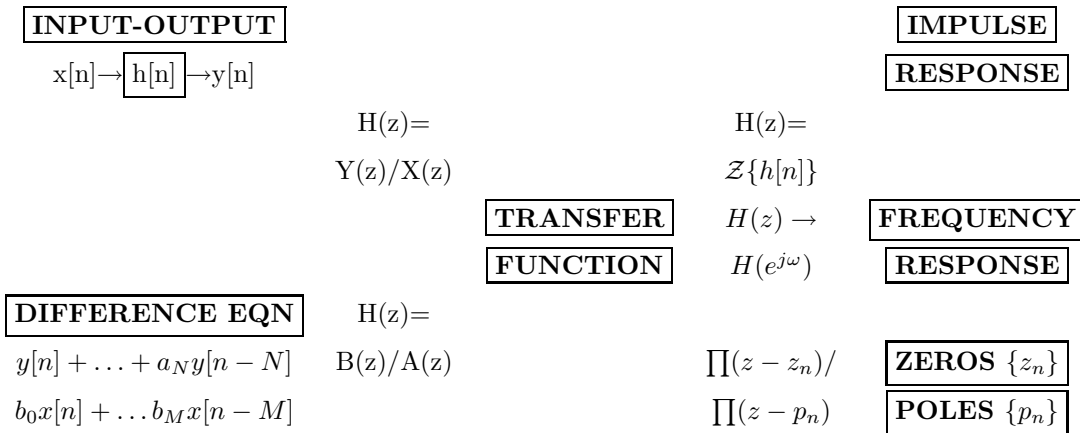 INPUT-OUTPUT IMPULSE
x[n]→h[n]→y[n] RESPONSE
H(z)= H(z)=
Y(z)/X(z) 𝒵{h[n]}
TRANSFER H(z) → FREQUENCY
FUNCTION H(e^{jω}) RESPONSE
DIFFERENCE EQN H(z)=
y[n] + . . . + a_N y[n − N] B(z)/A(z) ∏(z − z_n)/ ZEROS {z_n}
b_0x[n] + . . . b_M x[n − M] ∏(z − p_n) POLES {p_n}